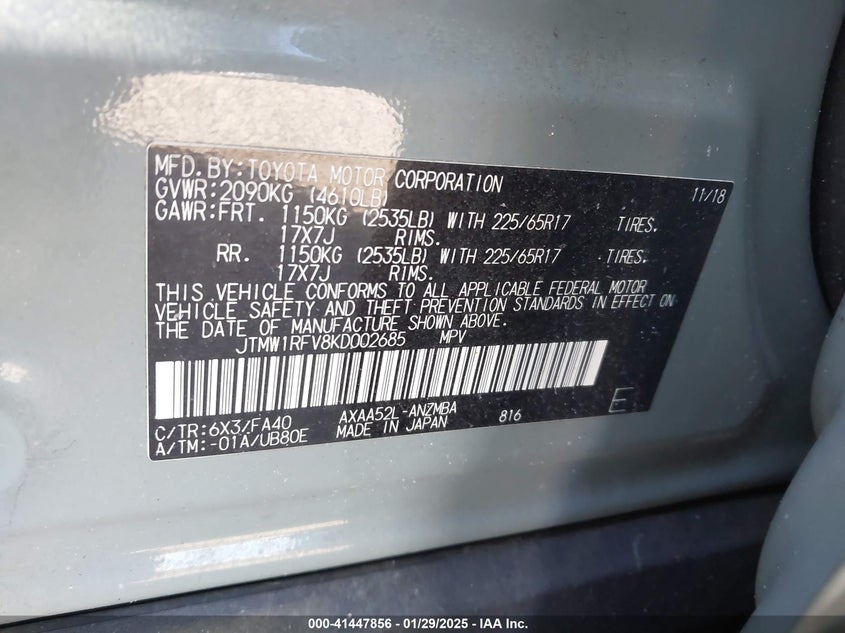 MFD. BY: TOYOTA MOTOR CORPORATION 11/18
GVWR: 2090KG (4610LB)
GAWR: FRT. 1150KG (2535LB) WITH 225/65R17 TIRES.
17X7J RIMS.
RR. 1150KG (2535LB) WITH 225/65R17 TIRES.
17X7J RIMS.
THIS VEHICLE CONFORMS TO ALL APPLICABLE FEDERAL MOTOR
VEHICLE SAFETY AND THEFT PREVENTION STANDARDS IN EFFECT ON
THE DATE OF MANUFACTURE SHOWN ABOVE.
JTMW1RFV8KD002685 MPV
C/TR: 6X3/FA40 AXAA52L-ANZMBA 816 E
A/TM: -01A/UB80E MADE IN JAPAN
000-41447856 - 01/29/2025 - IAA Inc.